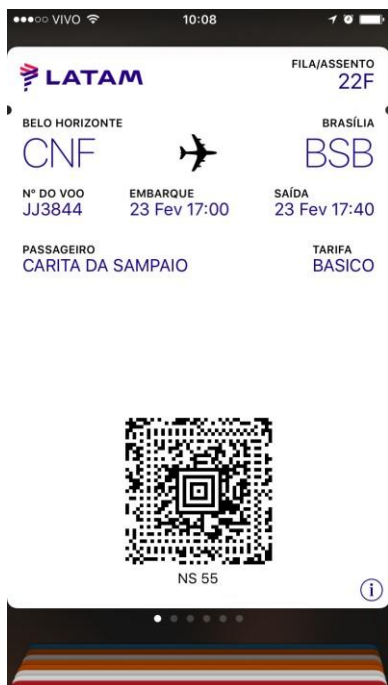 VIVO 10:08
LATAM
FILA/ASSENTO
22F
BELO HORIZONTE BRASÍLIA
CNF BSB
Nº DO VOO EMBARQUE SAÍDA
JJ3844 23 Fev 17:00 23 Fev 17:40
PASSAGEIRO TARIFA
CARITA DA SAMPAIO BASICO
NS 55